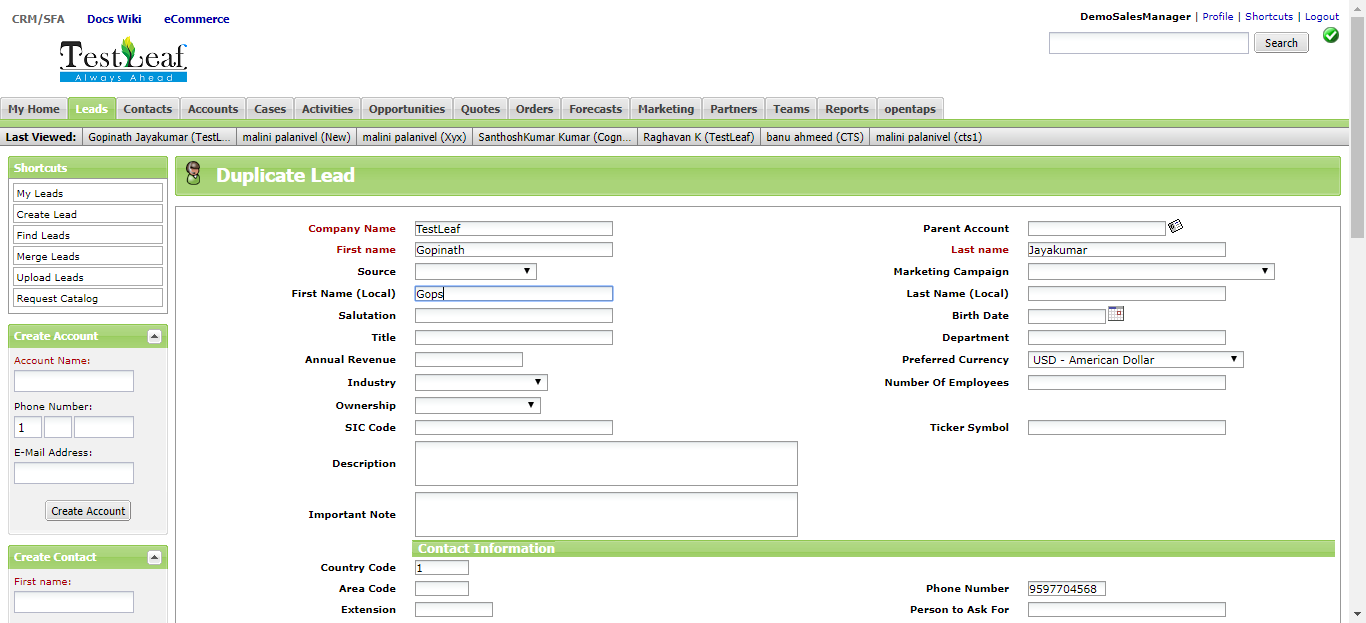 CRM/SFA Docs Wiki eCommerce
DemoSalesManager | Profile | Shortcuts | Logout
TestLeaf
Always Ahead
Search
My Home Leads Contacts Accounts Cases Activities Opportunities Quotes Orders Forecasts Marketing Partners Teams Reports opentaps
Last Viewed: Gopinath Jayakumar (TestL... malini palanivel (New) malini palanivel (Xyx) SanthoshKumar Kumar (Cogn... Raghavan K (TestLeaf) banu ahmeed (CTS) malini palanivel (cts1)
Shortcuts
My Leads
Create Lead
Find Leads
Merge Leads
Upload Leads
Request Catalog
Create Account
Account Name:
Phone Number:
1
E-Mail Address:
Create Account
Create Contact
First name:
Duplicate Lead
Company Name TestLeaf Parent Account
First name Gopinath Last name Jayakumar
Source Marketing Campaign
First Name (Local) Gops Last Name (Local)
Salutation Birth Date
Title Department
Annual Revenue Preferred Currency USD - American Dollar
Industry Number Of Employees
Ownership
SIC Code Ticker Symbol
Description
Important Note
Contact Information
Country Code 1
Area Code Phone Number 9597704568
Extension Person to Ask For